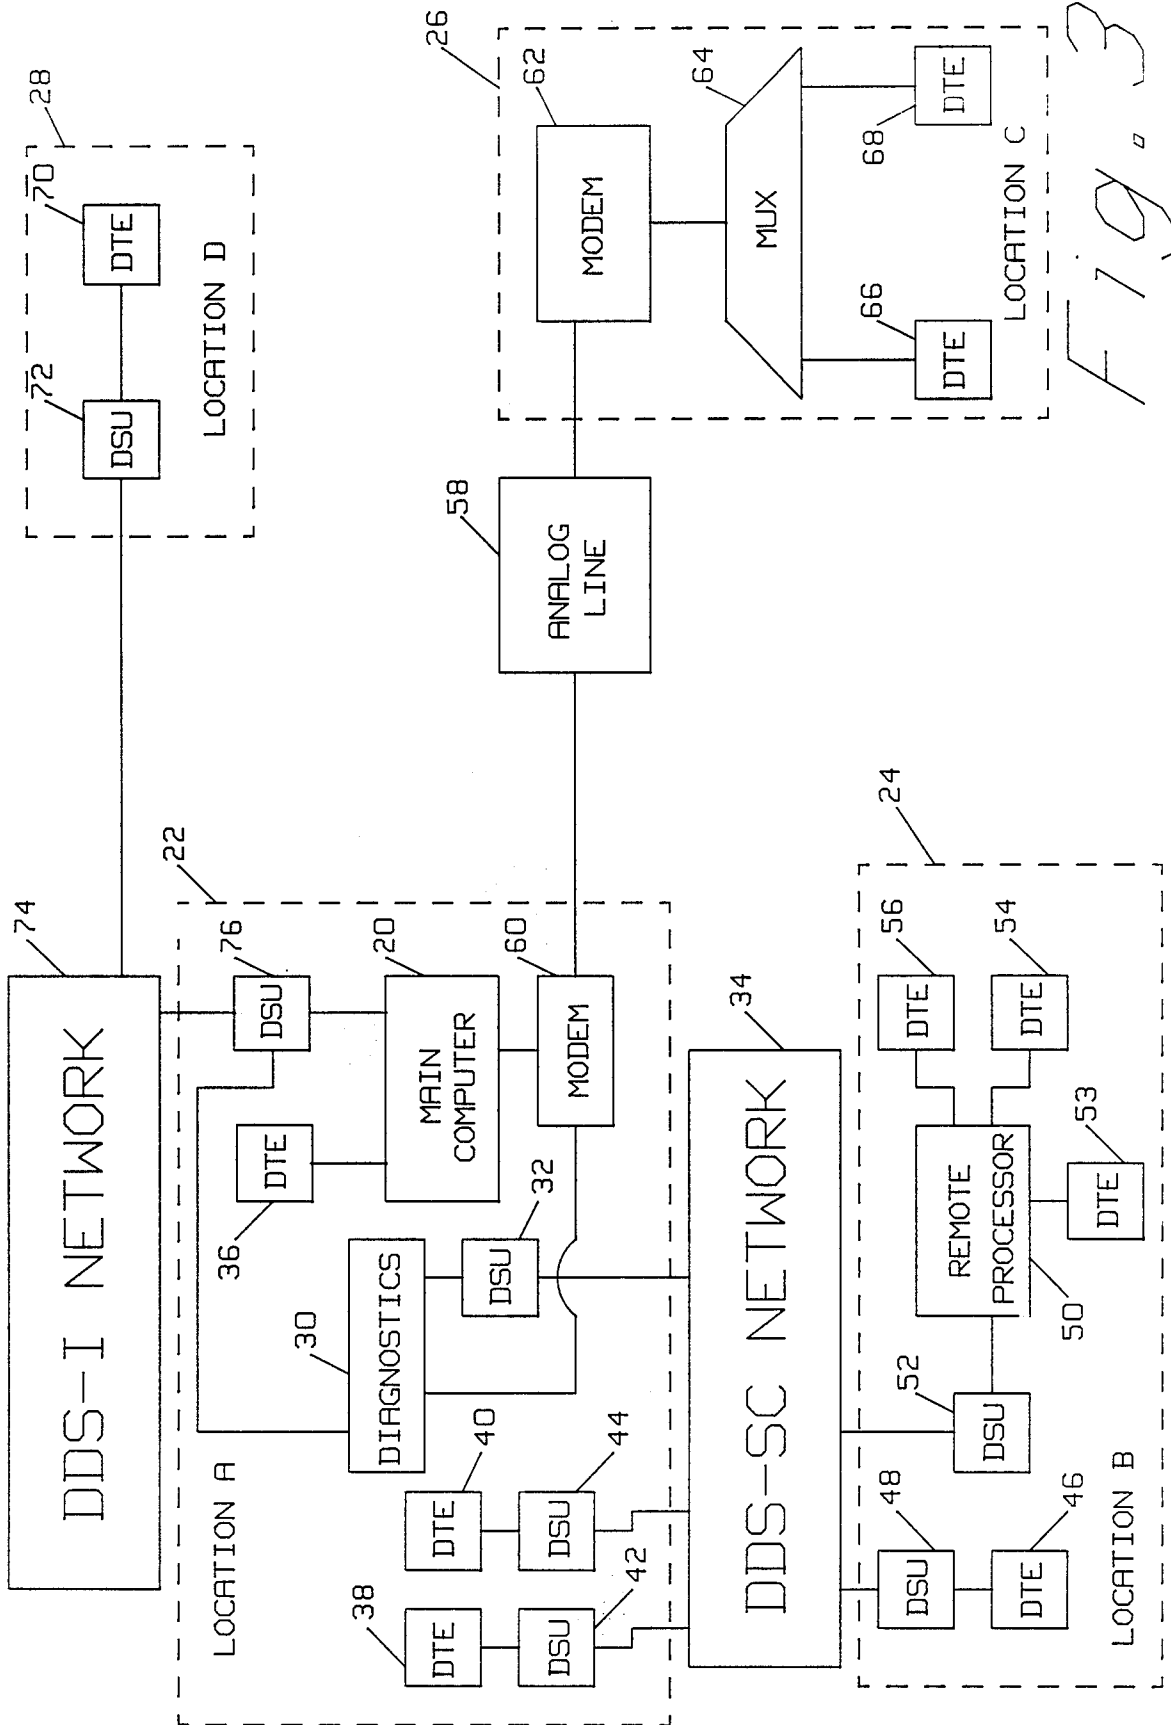 74
DDS-I NETWORK
28
70
72
DTE
DSU
LOCATION D
22
LOCATION A
76
DSU
36
DTE
20
MAIN
COMPUTER
30
DIAGNOSTICS
32
DSU
60
MODEM
38
DTE
40
DTE
42
DSU
44
DSU
58
ANALOG
LINE
26
62
MODEM
64
MUX
66
DTE
68
DTE
LOCATION C
34
DDS-SC NETWORK
24
48
DSU
46
DTE
52
DSU
50
REMOTE
PROCESSOR
56
DTE
54
DTE
53
DTE
LOCATION B
Fig. 3